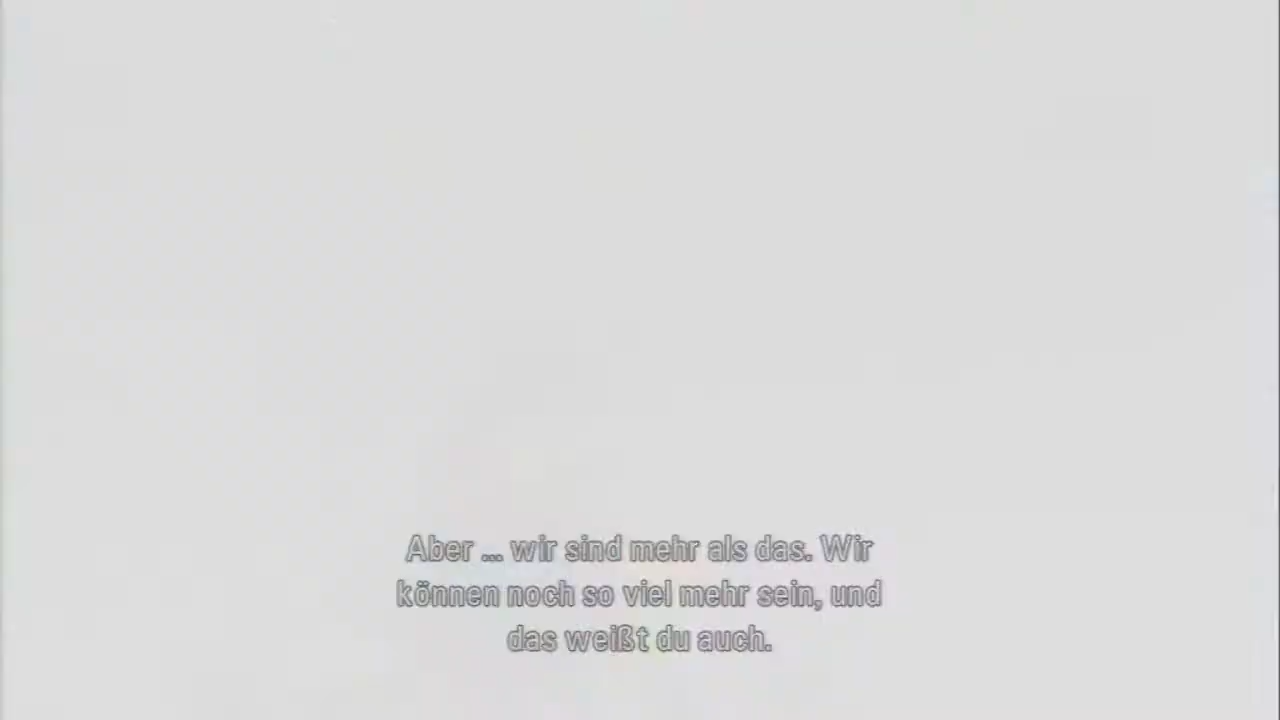 Aber ... wir sind mehr als das. Wir
können noch so viel mehr sein, und
das weißt du auch.